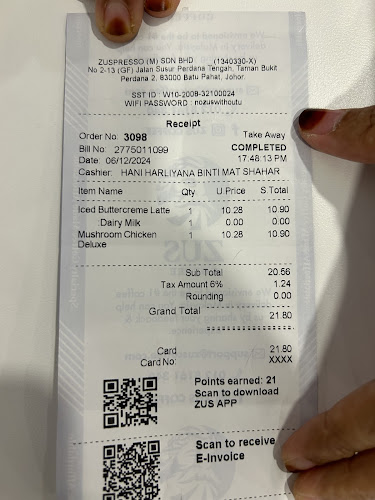 ZUSPRESSO (M) SDN BHD (1340330-X)
No 2-13 (GF) Jalan Susur Perdana Tengah, Taman Bukit
Perdana 2, 83000 Batu Pahat, Johor.
SST ID : W10-2009-32100024
WIFI PASSWORD : nozuswithoutu
Receipt
Order No: 3098 Take Away
Bill No: 2775011099 COMPLETED
Date: 06/12/2024 17:48:13 PM
Cashier: HANI HARLIYANA BINTI MAT SHAHAR
Item Name Qty U.Price S.Total
Iced Buttercreme Latte 1 10.28 10.90
Dairy Milk 1 0.00 0.00
Mushroom Chicken 1 10.28 10.90
Deluxe
Sub Total 20.56
Tax Amount 6% 1.24
Rounding 0.00
Grand Total 21.80
Card 21.80
Card No: XXXX
Points earned: 21
Scan to download
ZUS APP
Scan to receive
E-Invoice